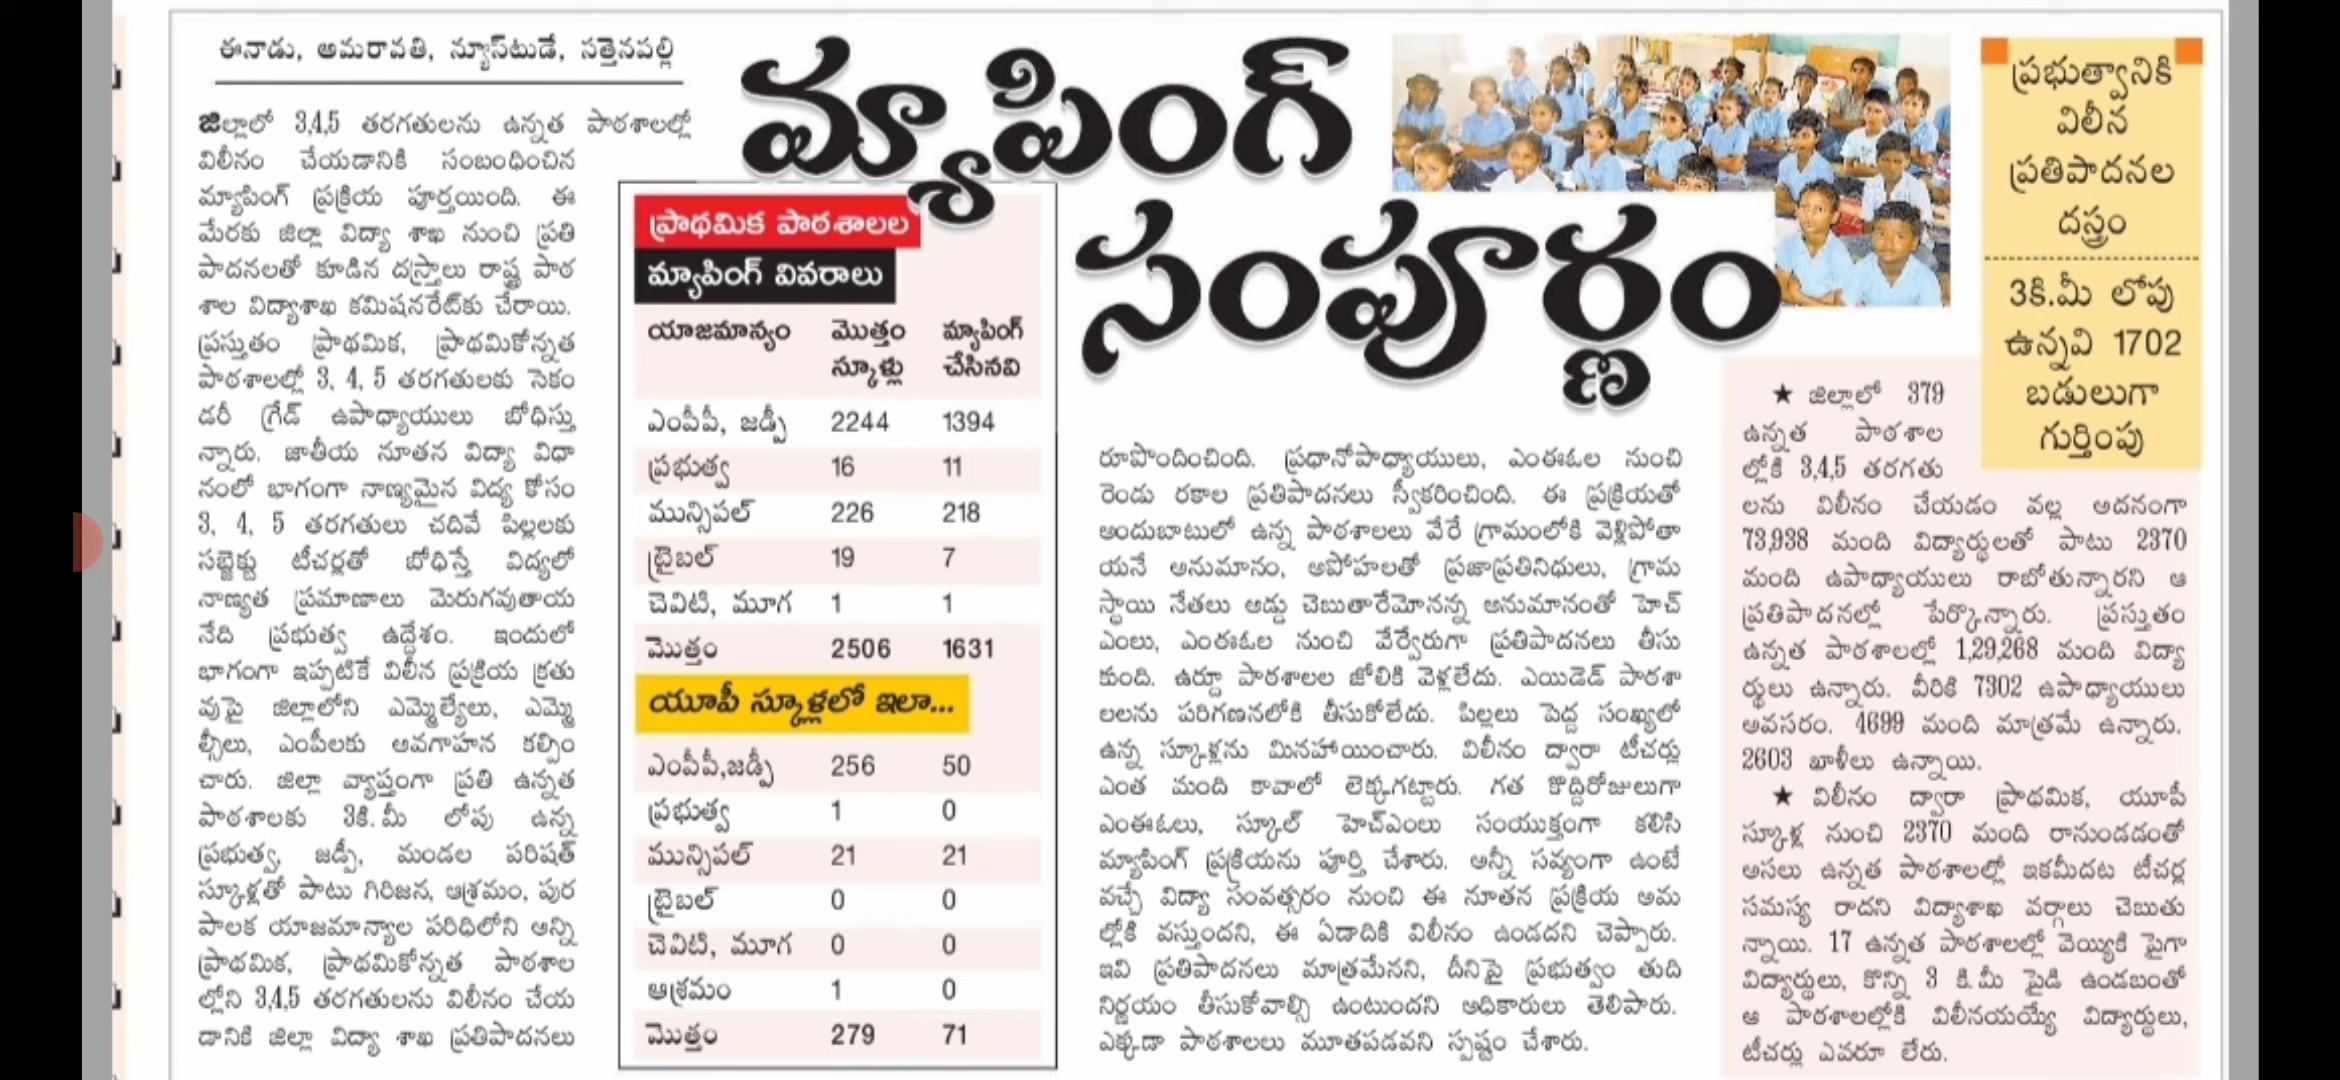 ఈనాడు, అమరావతి, న్యూస్‌టుడే, సత్తెనపల్లి
మ్యాపింగ్
సంపూర్ణం
ప్రభుత్వానికి
విలీన
ప్రతిపాదనల
దస్త్రం
3కి.మీ లోపు
ఉన్నవి 1702
బడులుగా
గుర్తింపు
జిల్లాలో 3,4,5 తరగతులను ఉన్నత పాఠశాలల్లో
విలీనం చేయడానికి సంబంధించిన
మ్యాపింగ్ ప్రక్రియ పూర్తయింది. ఈ
మేరకు జిల్లా విద్యా శాఖ నుంచి ప్రతి
పాదనలతో కూడిన దస్త్రాలు రాష్ట్ర పాఠ
శాల విద్యాశాఖ కమిషనరేట్‌కు చేరాయి.
ప్రస్తుతం ప్రాథమిక, ప్రాథమికోన్నత
పాఠశాలల్లో 3, 4, 5 తరగతులకు సెకం
డరీ గ్రేడ్ ఉపాధ్యాయులు బోధిస్తు
న్నారు. జాతీయ నూతన విద్యా విధా
నంలో భాగంగా నాణ్యమైన విద్య కోసం
3, 4, 5 తరగతులు చదివే పిల్లలకు
సబ్జెక్టు టీచర్లతో బోధిస్తే విద్యలో
నాణ్యత ప్రమాణాలు మెరుగవుతాయ
నేది ప్రభుత్వ ఉద్దేశం. ఇందులో
భాగంగా ఇప్పటికే విలీన ప్రక్రియ క్రతు
వుపై జిల్లాలోని ఎమ్మెల్యేలు, ఎమ్మె
ల్సీలు, ఎంపీలకు అవగాహన కల్పిం
చారు. జిల్లా వ్యాప్తంగా ప్రతి ఉన్నత
పాఠశాలకు 3కి.మీ లోపు ఉన్న
ప్రభుత్వ, జడ్పీ, మండల పరిషత్
స్కూళ్లతో పాటు గిరిజన, ఆశ్రమం, పుర
పాలక యాజమాన్యాల పరిధిలోని అన్ని
ప్రాథమిక, ప్రాథమికోన్నత పాఠశాల
ల్లోని 3,4,5 తరగతులను విలీనం చేయ
డానికి జిల్లా విద్యా శాఖ ప్రతిపాదనలు
ప్రాథమిక పాఠశాలల
మ్యాపింగ్ వివరాలు
యాజమాన్యం మొత్తం మ్యాపింగ్
స్కూళ్లు చేసినవి
ఎంపీపీ, జడ్పీ 2244 1394
ప్రభుత్వ 16 11
మున్సిపల్ 226 218
ట్రైబల్ 19 7
చెవిటి, మూగ 1 1
మొత్తం 2506 1631
యూపీ స్కూళ్లలో ఇలా...
ఎంపీపీ,జడ్పీ 256 50
ప్రభుత్వ 1 0
మున్సిపల్ 21 21
ట్రైబల్ 0 0
చెవిటి, మూగ 0 0
ఆశ్రమం 1 0
మొత్తం 279 71
రూపొందించింది. ప్రధానోపాధ్యాయులు, ఎంఈఓల నుంచి
రెండు రకాల ప్రతిపాదనలు స్వీకరించింది. ఈ ప్రక్రియతో
అందుబాటులో ఉన్న పాఠశాలలు వేరే గ్రామంలోకి వెళ్లిపోతా
యనే అనుమానం, అపోహలతో ప్రజాప్రతినిధులు, గ్రామ
స్థాయి నేతలు అడ్డు చెబుతారేమోనన్న అనుమానంతో హెచ్
ఎంలు, ఎంఈఓల నుంచి వేర్వేరుగా ప్రతిపాదనలు తీసు
కుంది. ఉర్దూ పాఠశాలల జోలికి వెళ్లలేదు. ఎయిడెడ్ పాఠశా
లలను పరిగణనలోకి తీసుకోలేదు. పిల్లలు పెద్ద సంఖ్యలో
ఉన్న స్కూళ్లను మినహాయించారు. విలీనం ద్వారా టీచర్లు
ఎంత మంది కావాలో లెక్కగట్టారు. గత కొద్దిరోజులుగా
ఎంఈఓలు, స్కూల్ హెచ్ఎంలు సంయుక్తంగా కలిసి
మ్యాపింగ్ ప్రక్రియను పూర్తి చేశారు. అన్నీ సవ్యంగా ఉంటే
వచ్చే విద్యా సంవత్సరం నుంచి ఈ నూతన ప్రక్రియ అమ
ల్లోకి వస్తుందని, ఈ ఏడాదికి విలీనం ఉండదని చెప్పారు.
ఇవి ప్రతిపాదనలు మాత్రమేనని, దీనిపై ప్రభుత్వం తుది
నిర్ణయం తీసుకోవాల్సి ఉంటుందని అధికారులు తెలిపారు.
ఎక్కడా పాఠశాలలు మూతపడవని స్పష్టం చేశారు.
★ జిల్లాలో 379
ఉన్నత పాఠశాల
ల్లోకి 3,4,5 తరగతు
లను విలీనం చేయడం వల్ల అదనంగా
73,938 మంది విద్యార్థులతో పాటు 2370
మంది ఉపాధ్యాయులు రాబోతున్నారని ఆ
ప్రతిపాదనల్లో పేర్కొన్నారు. ప్రస్తుతం
ఉన్నత పాఠశాలల్లో 1,29,268 మంది విద్యా
ర్థులు ఉన్నారు. వీరికి 7302 ఉపాధ్యాయులు
అవసరం. 4699 మంది మాత్రమే ఉన్నారు.
2603 ఖాళీలు ఉన్నాయి.
★ విలీనం ద్వారా ప్రాథమిక, యూపీ
స్కూళ్ల నుంచి 2370 మంది రానుండడంతో
అసలు ఉన్నత పాఠశాలల్లో ఇకమీదట టీచర్ల
సమస్య రాదని విద్యాశాఖ వర్గాలు చెబుతు
న్నాయి. 17 ఉన్నత పాఠశాలల్లో వెయ్యికి పైగా
విద్యార్థులు, కొన్ని 3 కి.మీ పైడి ఉండటంతో
ఆ పాఠశాలల్లోకి విలీనయయ్యే విద్యార్థులు,
టీచర్లు ఎవరూ లేరు.